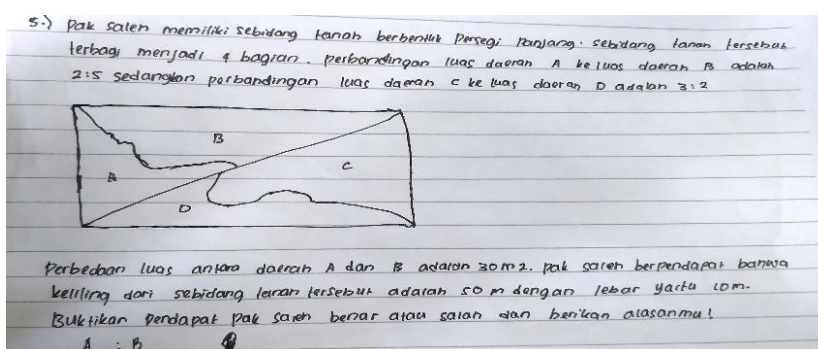 5.) Pak Saleh memiliki sebidang tanah berbentuk Persegi Panjang. Sebidang tanah tersebut
terbagi menjadi 4 bagian. perbandingan luas daerah A ke luas daerah B adalah
2:5 sedangkan perbandingan luas daerah C ke luas daerah D adalah 3:2
B
A
C
D
Perbedaan luas antara daerah A dan B adalah 30 m2. pak saleh berpendapat bahwa
keliling dari sebidang tanah tersebut adalah 50 m dengan lebar yaitu 10m.
Buktikan Pendapat Pak Saleh benar atau salah dan berikan alasanmu!
A : B